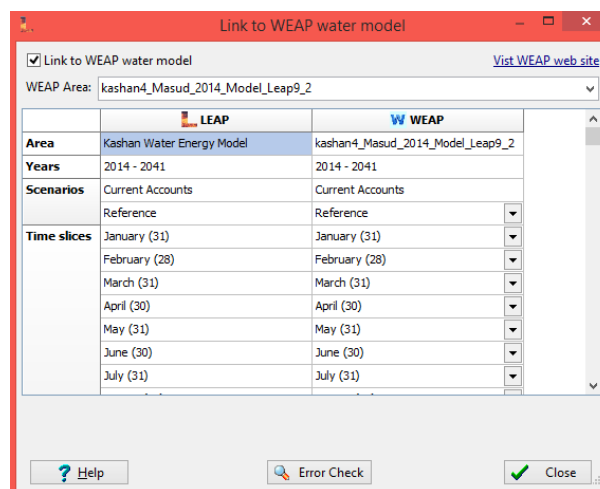 Link to WEAP water model
Link to WEAP water model
Vist WEAP web site
WEAP Area: kashan4_Masud_2014_Model_Leap9_2
LEAP WEAP
Area Kashan Water Energy Model kashan4_Masud_2014_Model_Leap9_2
Years 2014 - 2041 2014 - 2041
Scenarios Current Accounts Current Accounts
Reference Reference
Time slices January (31) January (31)
February (28) February (28)
March (31) March (31)
April (30) April (30)
May (31) May (31)
June (30) June (30)
July (31) July (31)
Help Error Check Close